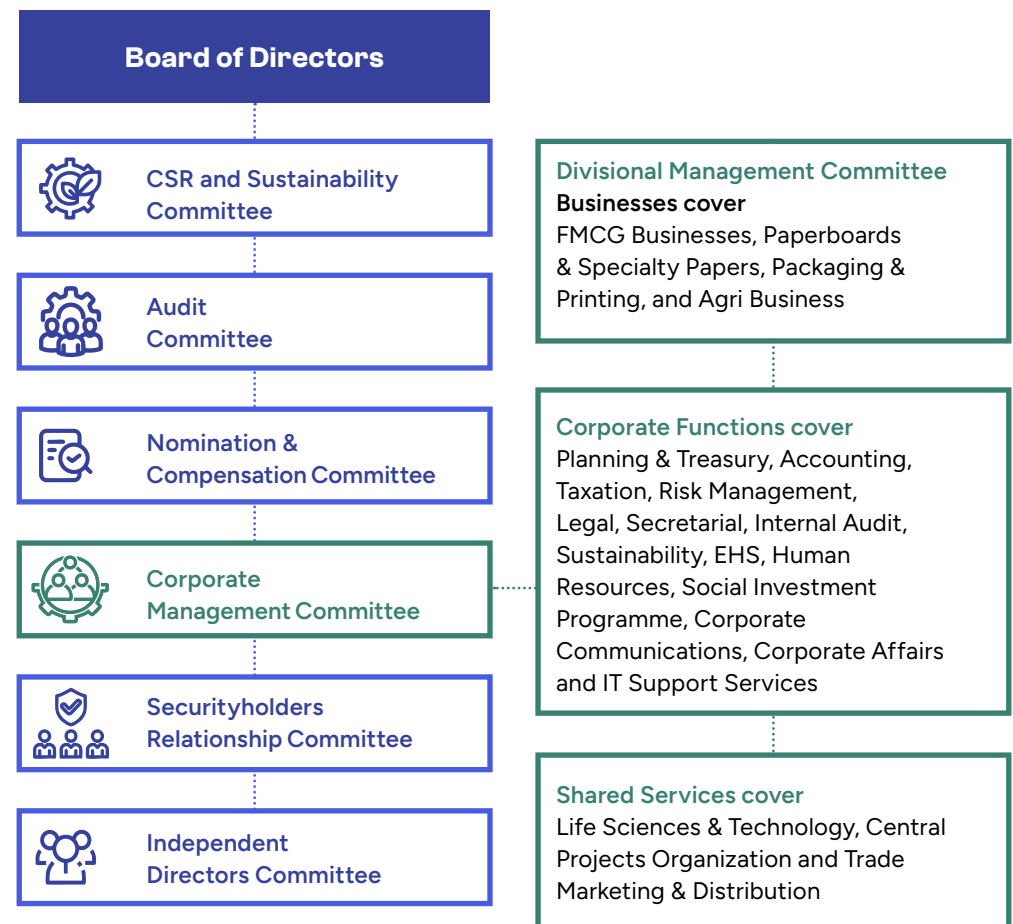 Board of Directors
CSR and Sustainability
Committee
Audit
Committee
Nomination &
Compensation Committee
Corporate
Management Committee
Securityholders
Relationship Committee
Independent
Directors Committee
Divisional Management Committee
Businesses cover
FMCG Businesses, Paperboards
& Specialty Papers, Packaging &
Printing, and Agri Business
Corporate Functions cover
Planning & Treasury, Accounting,
Taxation, Risk Management,
Legal, Secretarial, Internal Audit,
Sustainability, EHS, Human
Resources, Social Investment
Programme, Corporate
Communications, Corporate Affairs
and IT Support Services
Shared Services cover
Life Sciences & Technology, Central
Projects Organization and Trade
Marketing & Distribution